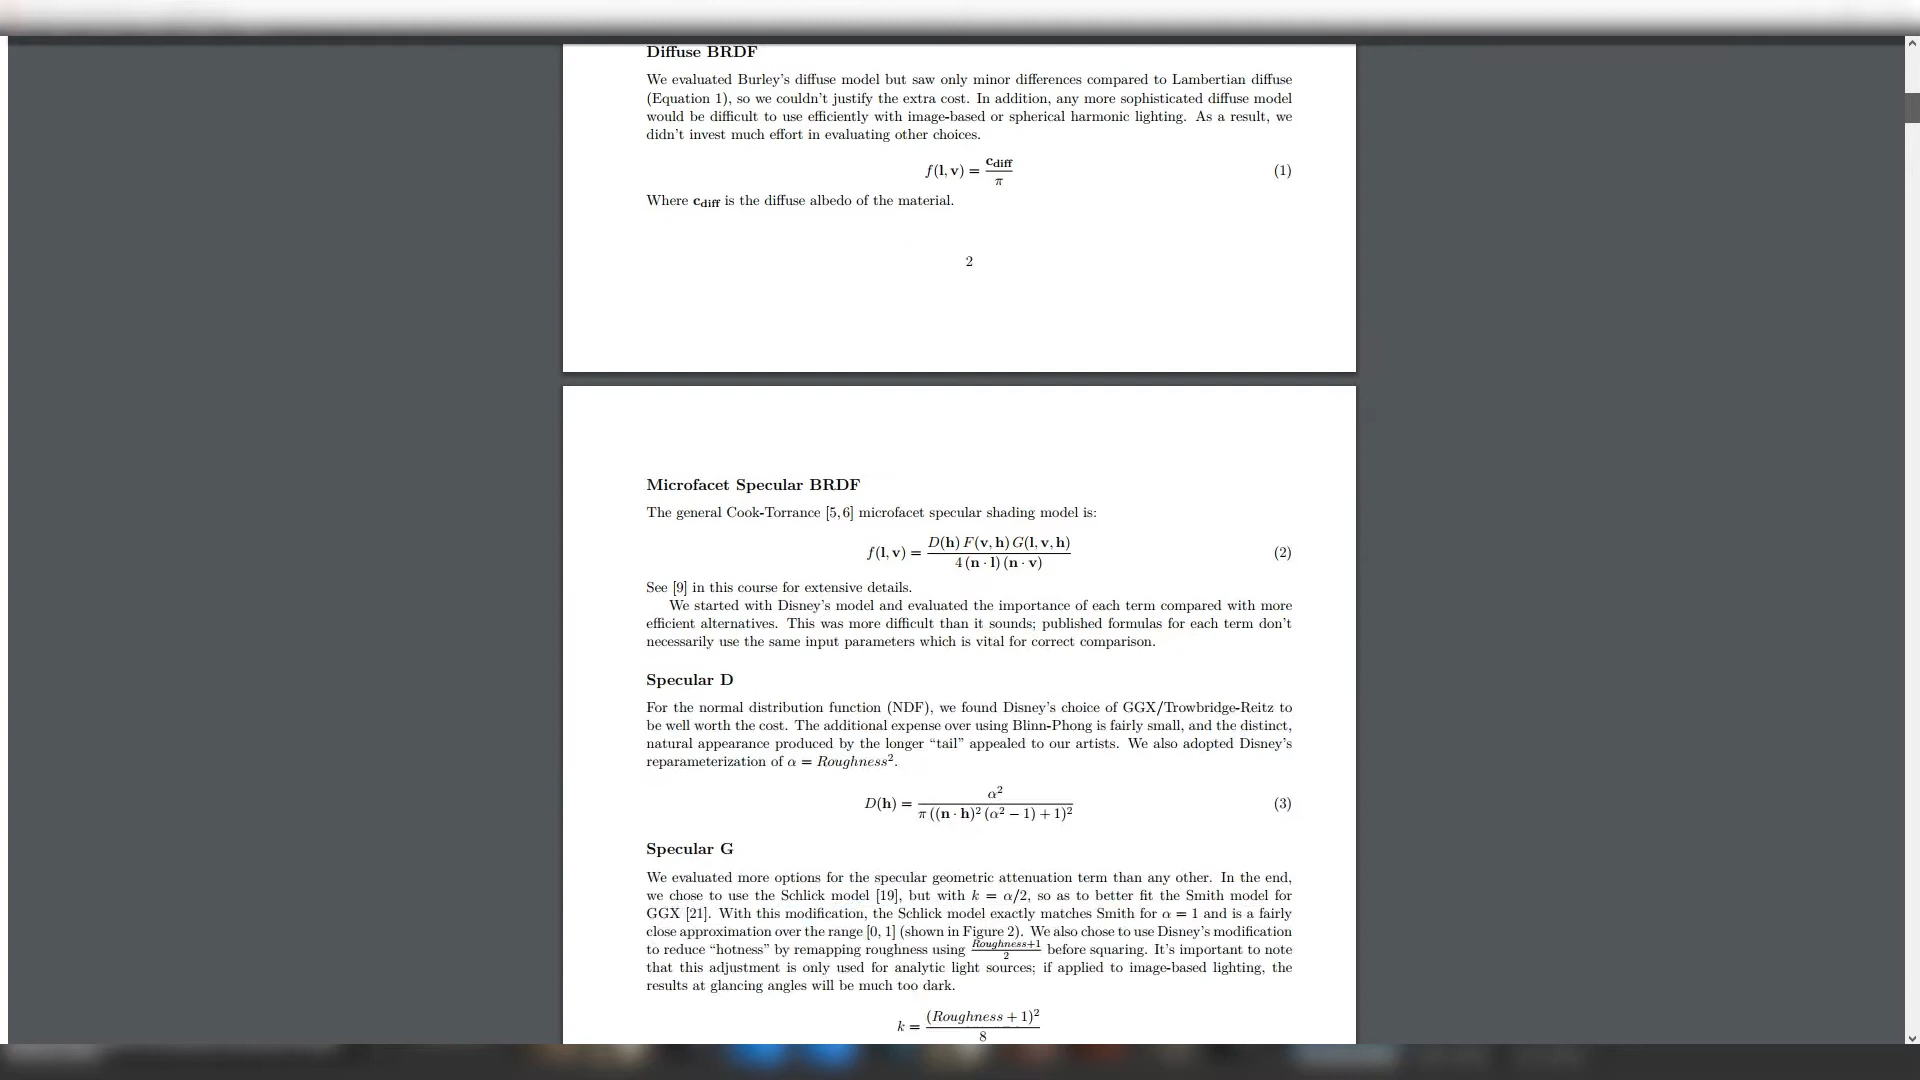 Diffuse BRDF
We evaluated Burley's diffuse model but saw only minor differences compared to Lambertian diffuse
(Equation 1), so we couldn't justify the extra cost. In addition, any more sophisticated diffuse model
would be difficult to use efficiently with image-based or spherical harmonic lighting. As a result, we
didn't invest much effort in evaluating other choices.
f(l, v) = c_diff / π (1)
Where c_diff is the diffuse albedo of the material.
2
Microfacet Specular BRDF
The general Cook-Torrance [5, 6] microfacet specular shading model is:
f(l, v) = D(h) F(v, h) G(l, v, h) / 4 (n · l) (n · v) (2)
See [9] in this course for extensive details.
We started with Disney's model and evaluated the importance of each term compared with more
efficient alternatives. This was more difficult than it sounds; published formulas for each term don't
necessarily use the same input parameters which is vital for correct comparison.
Specular D
For the normal distribution function (NDF), we found Disney's choice of GGX/Trowbridge-Reitz to
be well worth the cost. The additional expense over using Blinn-Phong is fairly small, and the distinct,
natural appearance produced by the longer "tail" appealed to our artists. We also adopted Disney's
reparameterization of α = Roughness².
D(h) = α² / π ((n · h)² (α² − 1) + 1)² (3)
Specular G
We evaluated more options for the specular geometric attenuation term than any other. In the end,
we chose to use the Schlick model [19], but with k = α/2, so as to better fit the Smith model for
GGX [21]. With this modification, the Schlick model exactly matches Smith for α = 1 and is a fairly
close approximation over the range [0, 1] (shown in Figure 2). We also chose to use Disney's modification
to reduce "hotness" by remapping roughness using Roughness+1 / 2 before squaring. It's important to note
that this adjustment is only used for analytic light sources; if applied to image-based lighting, the
results at glancing angles will be much too dark.
k = (Roughness + 1)² / 8